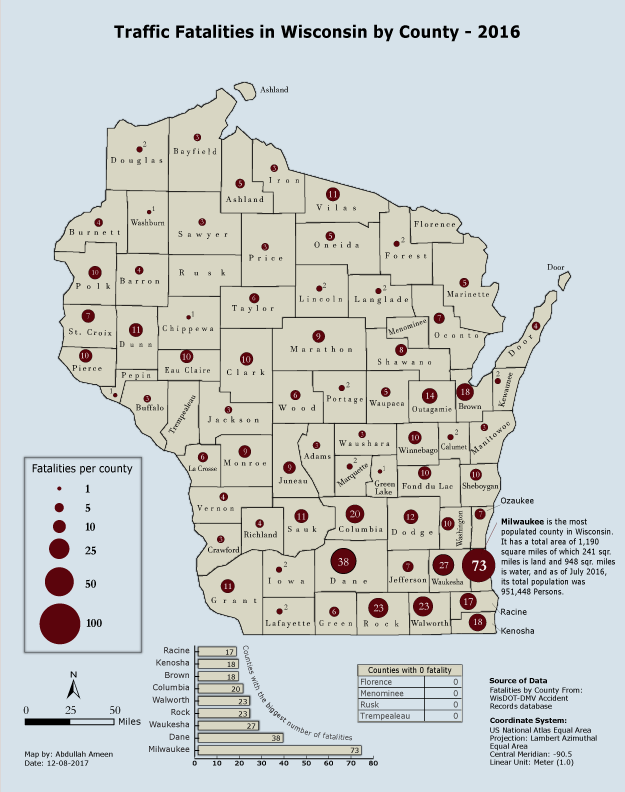 Traffic Fatalities in Wisconsin by County - 2016
Ashland
3
Bayfield
2
Douglas
3
Iron
5
Ashland
11
Vilas
1
Washburn
4
Burnett
3
Sawyer
Florence
5
Oneida
2
Forest
3
Price
10
Polk
4
Barron
Rusk
Door
5
Marinette
6
Taylor
2
Lincoln
2
Langlade
7
St. Croix
11
Dunn
1
Chippewa
Menominee
7
Oconto
4
Door
9
Marathon
8
Shawano
10
Pierce
10
Eau Claire
10
Clark
Pepin
1
3
Buffalo
Trempealeau
3
Jackson
6
Wood
2
Portage
5
Waupaca
14
Outagamie
18
Brown
2
Kewaunee
2
Manitowoc
3
Adams
3
Waushara
10
Winnebago
2
Calumet
6
La Crosse
9
Monroe
9
Juneau
2
Marquette
1
Green
Lake
10
Fond du Lac
10
Sheboygan
4
Vernon
4
Richland
11
Sauk
20
Columbia
12
Dodge
10
Washington
7
Ozaukee
3
Crawford
38
Dane
7
Jefferson
27
Waukesha
73
11
Grant
2
Iowa
2
Lafayette
6
Green
23
Rock
23
Walworth
17
Racine
18
Kenosha
Milwaukee is the most
populated county in Wisconsin.
It has a total area of 1,190
square miles of which 241 sqr.
miles is land and 948 sqr. miles
is water, and as of July 2016,
its total population was
951,448 Persons.
Fatalities per county
1
5
10
25
50
100
N
0 25 50
Miles
Map by: Abdullah Ameen
Date: 12-08-2017
Counties with the biggest number of fatalities
Racine 17
Kenosha 18
Brown 18
Columbia 20
Walworth 23
Rock 23
Waukesha 27
Dane 38
Milwaukee 73
0 10 20 30 40 50 60 70 80
Counties with 0 fatality
Florence 0
Menominee 0
Rusk 0
Trempealeau 0
Source of Data
Fatalities by County From:
WisDOT-DMV Accident
Records database
Coordinate System:
US National Atlas Equal Area
Projection: Lambert Azimuthal
Equal Area
Central Meridian: -90.5
Linear Unit: Meter (1.0)